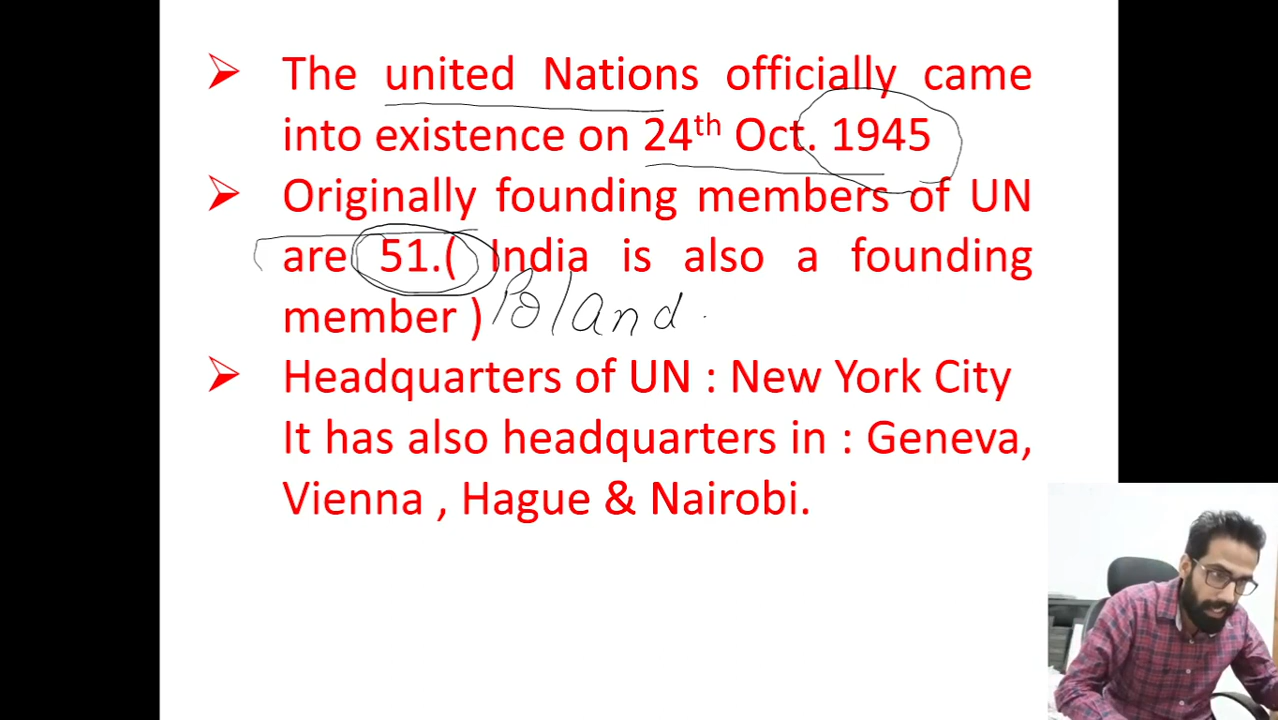 ➢ The united Nations officially came
into existence on 24th Oct. 1945
➢ Originally founding members of UN
are 51.( India is also a founding
member ) Poland
➢ Headquarters of UN : New York City
It has also headquarters in : Geneva,
Vienna , Hague & Nairobi.